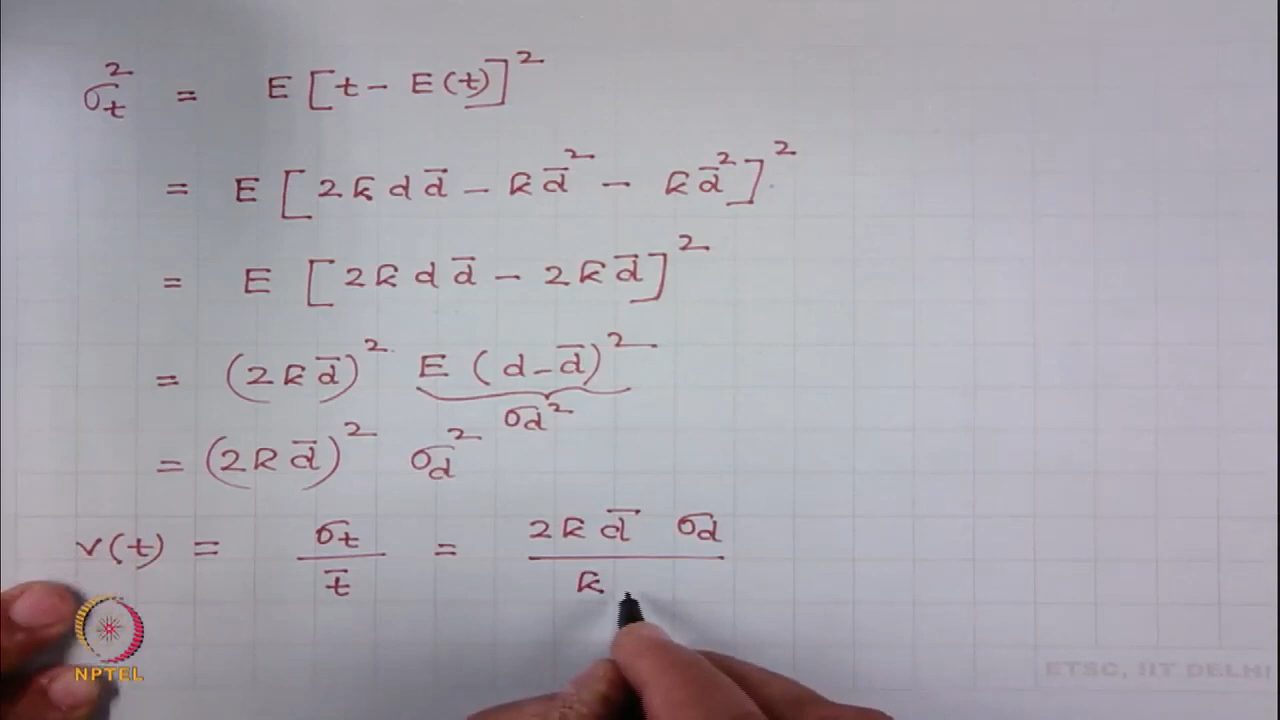 σt² = E [t - E(t)]²
= E [2k d d̄ - k d̄² - k d̄²]²
= E [2k d d̄ - 2k d̄]²
= (2k d̄)² E (d - d̄)²
σd²
= (2k d̄)² σd²
v(t) = σt / t̄ = 2k d̄ σd / k
NPTEL
ETSC, IIT DELHI